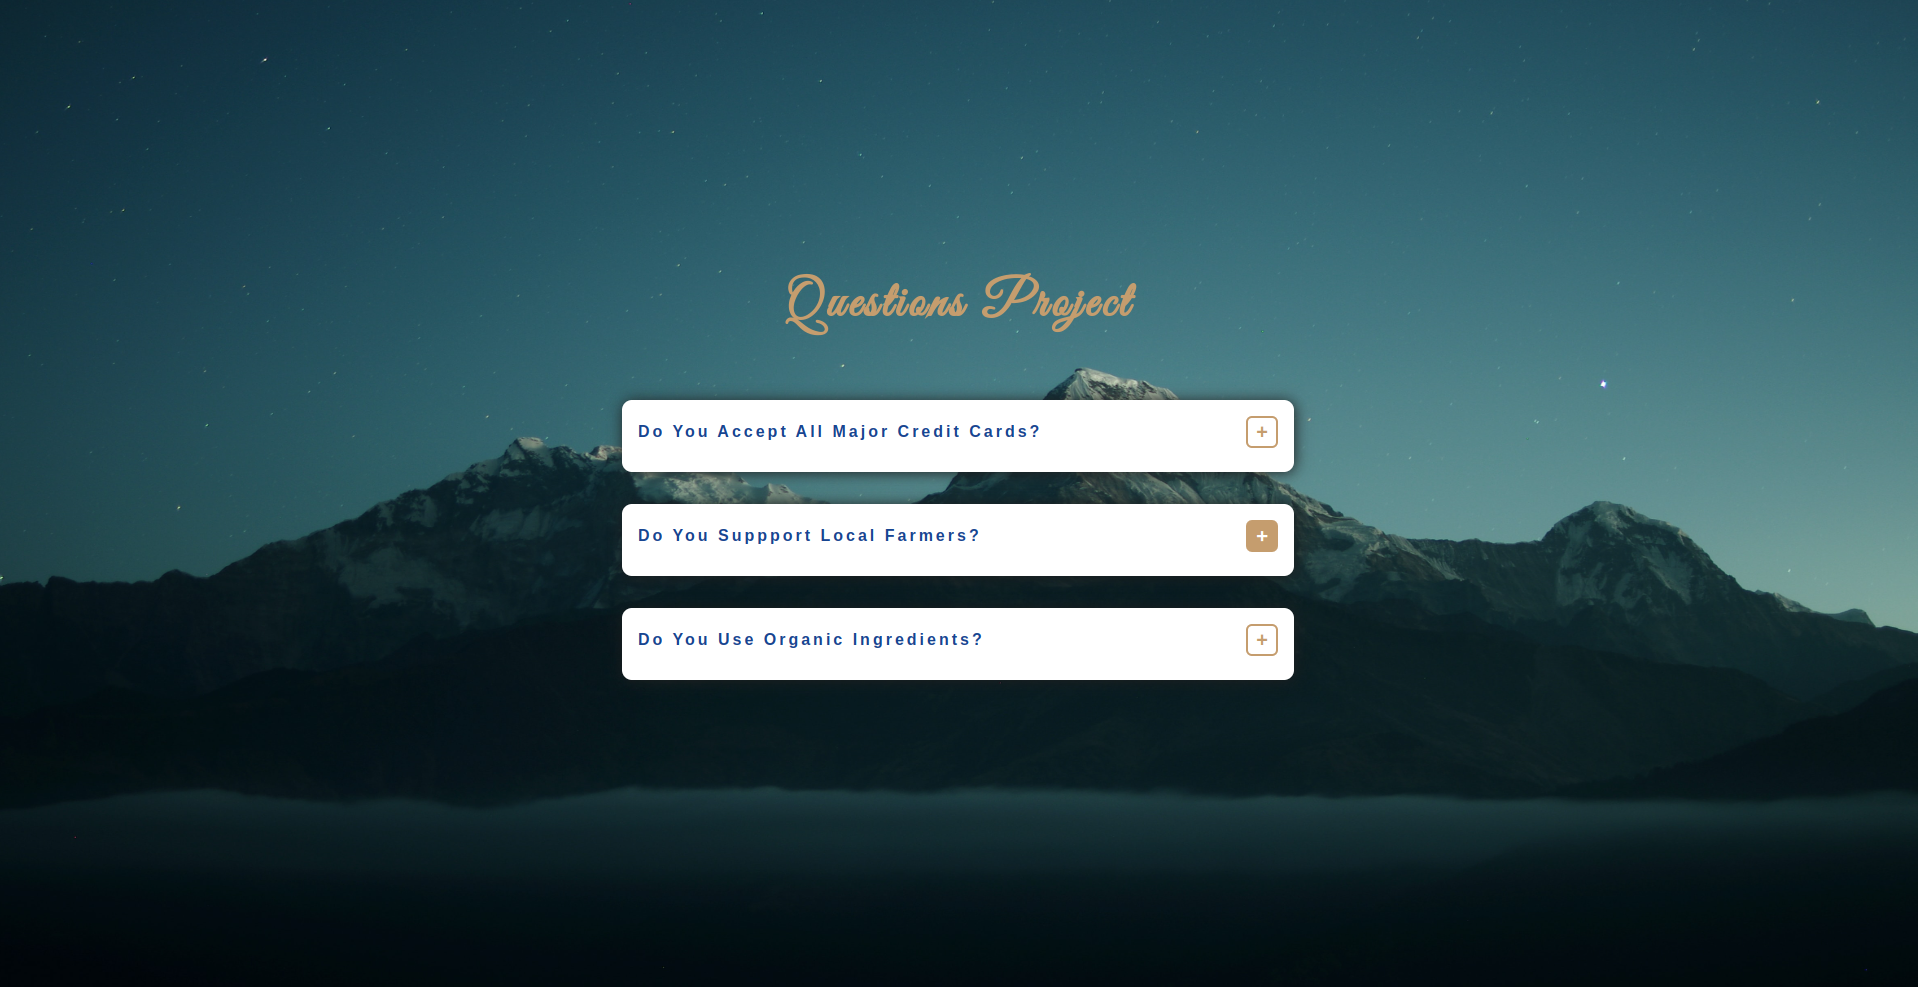 Questions Project
Do You Accept All Major Credit Cards?
+
Do You Suppport Local Farmers?
+
Do You Use Organic Ingredients?
+